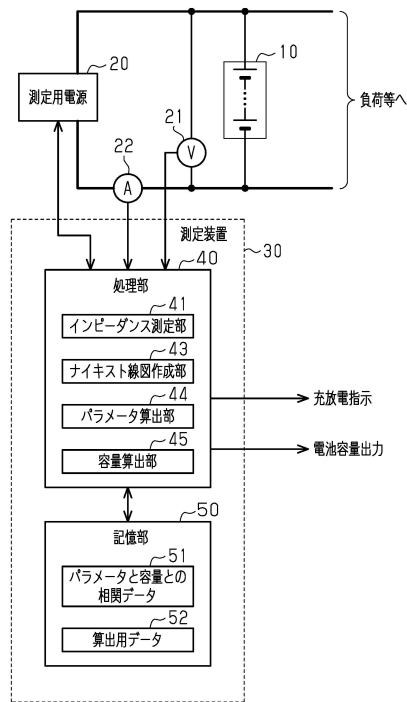 20
測定用電源
10
21
V
22
A
負荷等へ
測定装置
30
40
処理部
41
インピーダンス測定部
43
ナイキスト線図作成部
44
パラメータ算出部
45
容量算出部
充放電指示
電池容量出力
50
記憶部
51
パラメータと容量との
相関データ
52
算出用データ